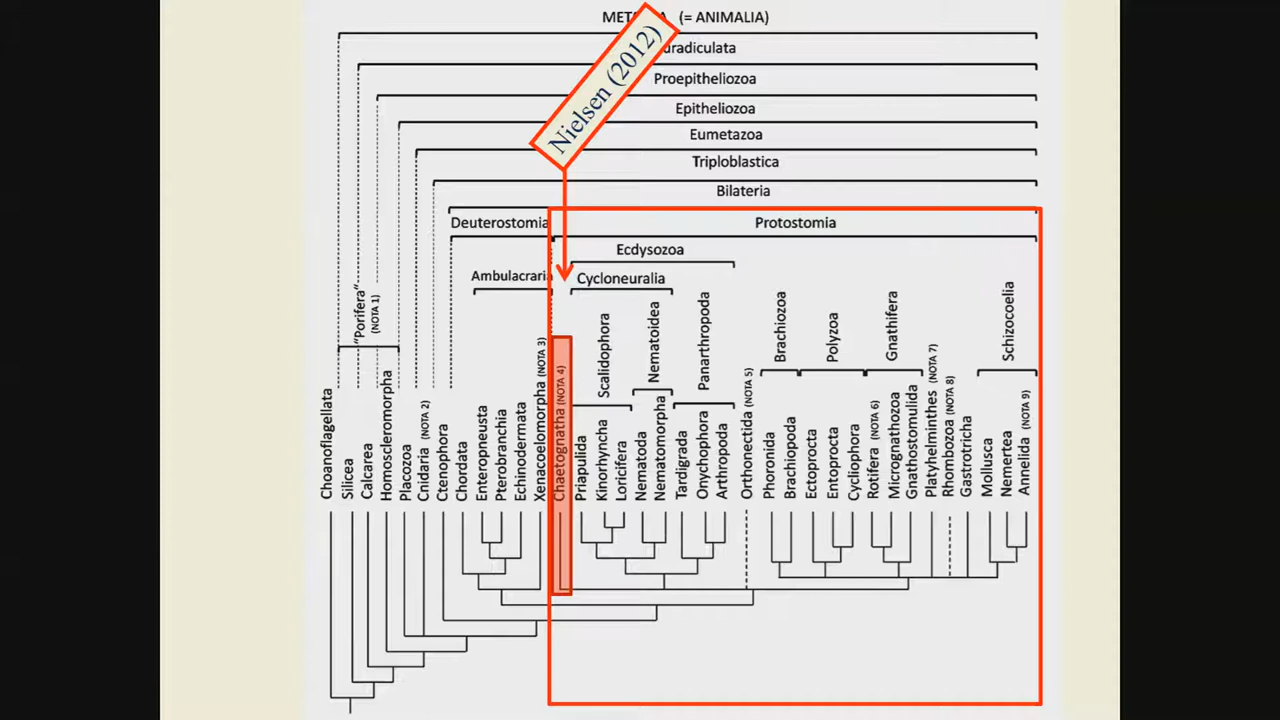 META (= ANIMALIA)
Nielsen (2012)
uradiculata
Proepitheliozoa
Epitheliozoa
Eumetazoa
Triploblastica
Bilateria
Deuterostomia
Protostomia
Ecdysozoa
Ambulacraria
Cycloneuralia
"Porifera"
(NOTA 1)
Scalidophora
Nematoidea
Panarthropoda
Brachiozoa
Polyzoa
Gnathifera
Schizocoelia
Choanoflagellata
Silicea
Calcarea
Homoscleromorpha
Placozoa
Cnidaria (NOTA 2)
Ctenophora
Chordata
Enteropneusta
Pterobranchia
Echinodermata
Xenacoelomorpha (NOTA 3)
Chaetognatha (NOTA 4)
Priapulida
Kinorhyncha
Loricifera
Nematoda
Nematomorpha
Tardigrada
Onychophora
Arthropoda
Orthonectida (NOTA 5)
Phoronida
Brachiopoda
Ectoprocta
Entoprocta
Cycliophora
Rotifera (NOTA 6)
Micrognathozoa
Gnathostomulida
Platyhelminthes (NOTA 7)
Rhombozoa (NOTA 8)
Gastrotricha
Mollusca
Nemertea
Annelida (NOTA 9)